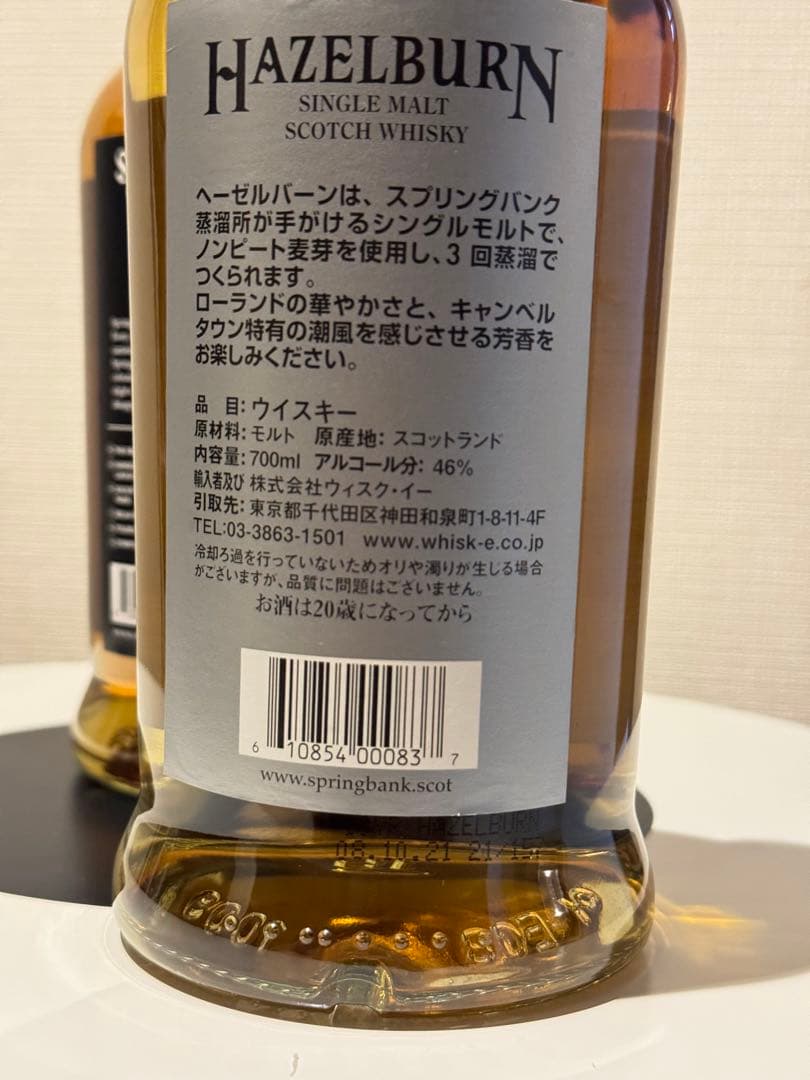 HAZELBURN
SINGLE MALT
SCOTCH WHISKY
ヘーゼルバーンは、スプリングバンク
蒸溜所が手がけるシングルモルトで、
ノンピート麦芽を使用し、3 回蒸溜で
つくられます。
ローランドの華やかさと、キャンベル
タウン特有の潮風を感じさせる芳香を
お楽しみください。
品 目: ウイスキー
原材料: モルト 原産地: スコットランド
内容量: 700ml アルコール分: 46%
輸入者及び 株式会社ウィスク・イー
引取先: 東京都千代田区神田和泉町1-8-11-4F
TEL:03-3863-1501 www.whisk-e.co.jp
冷却ろ過を行っていないためオリや濁りが生じる場合
がございますが、品質に問題はございません。
お酒は20歳になってから
6 10854 00083 7
www.springbank.scot
HAZELBURN
08.10.21 21/157